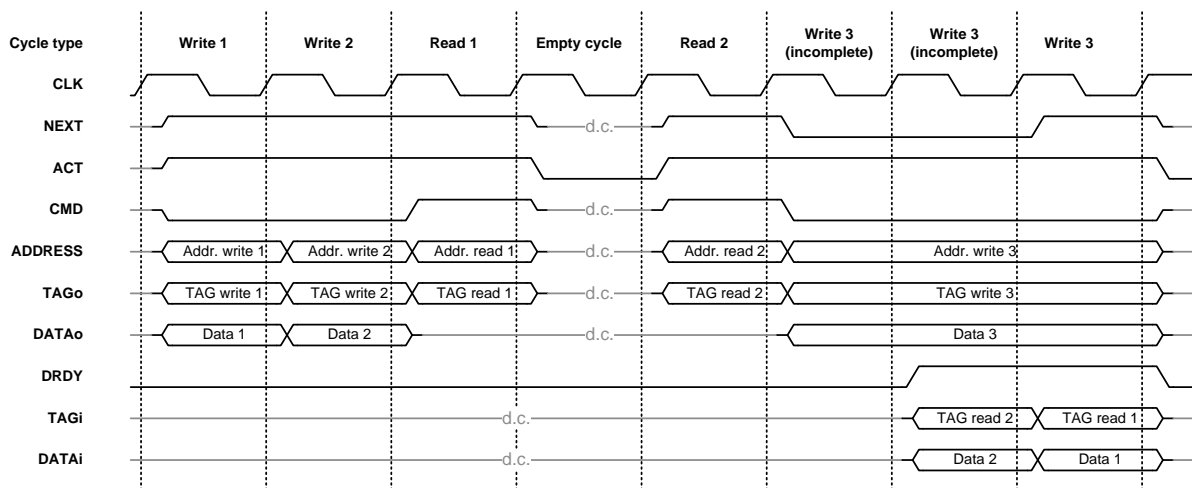 Cycle type Write 1 Write 2 Read 1 Empty cycle Read 2 Write 3 (incomplete) Write 3 (incomplete) Write 3
CLK
NEXT d.c.
ACT
CMD d.c.
ADDRESS Addr. write 1 Addr. write 2 Addr. read 1 d.c. Addr. read 2 Addr. write 3
TAGo TAG write 1 TAG write 2 TAG read 1 d.c. TAG read 2 TAG write 3
DATAo Data 1 Data 2 d.c. Data 3
DRDY
TAGi d.c. TAG read 2 TAG read 1
DATAi d.c. Data 2 Data 1